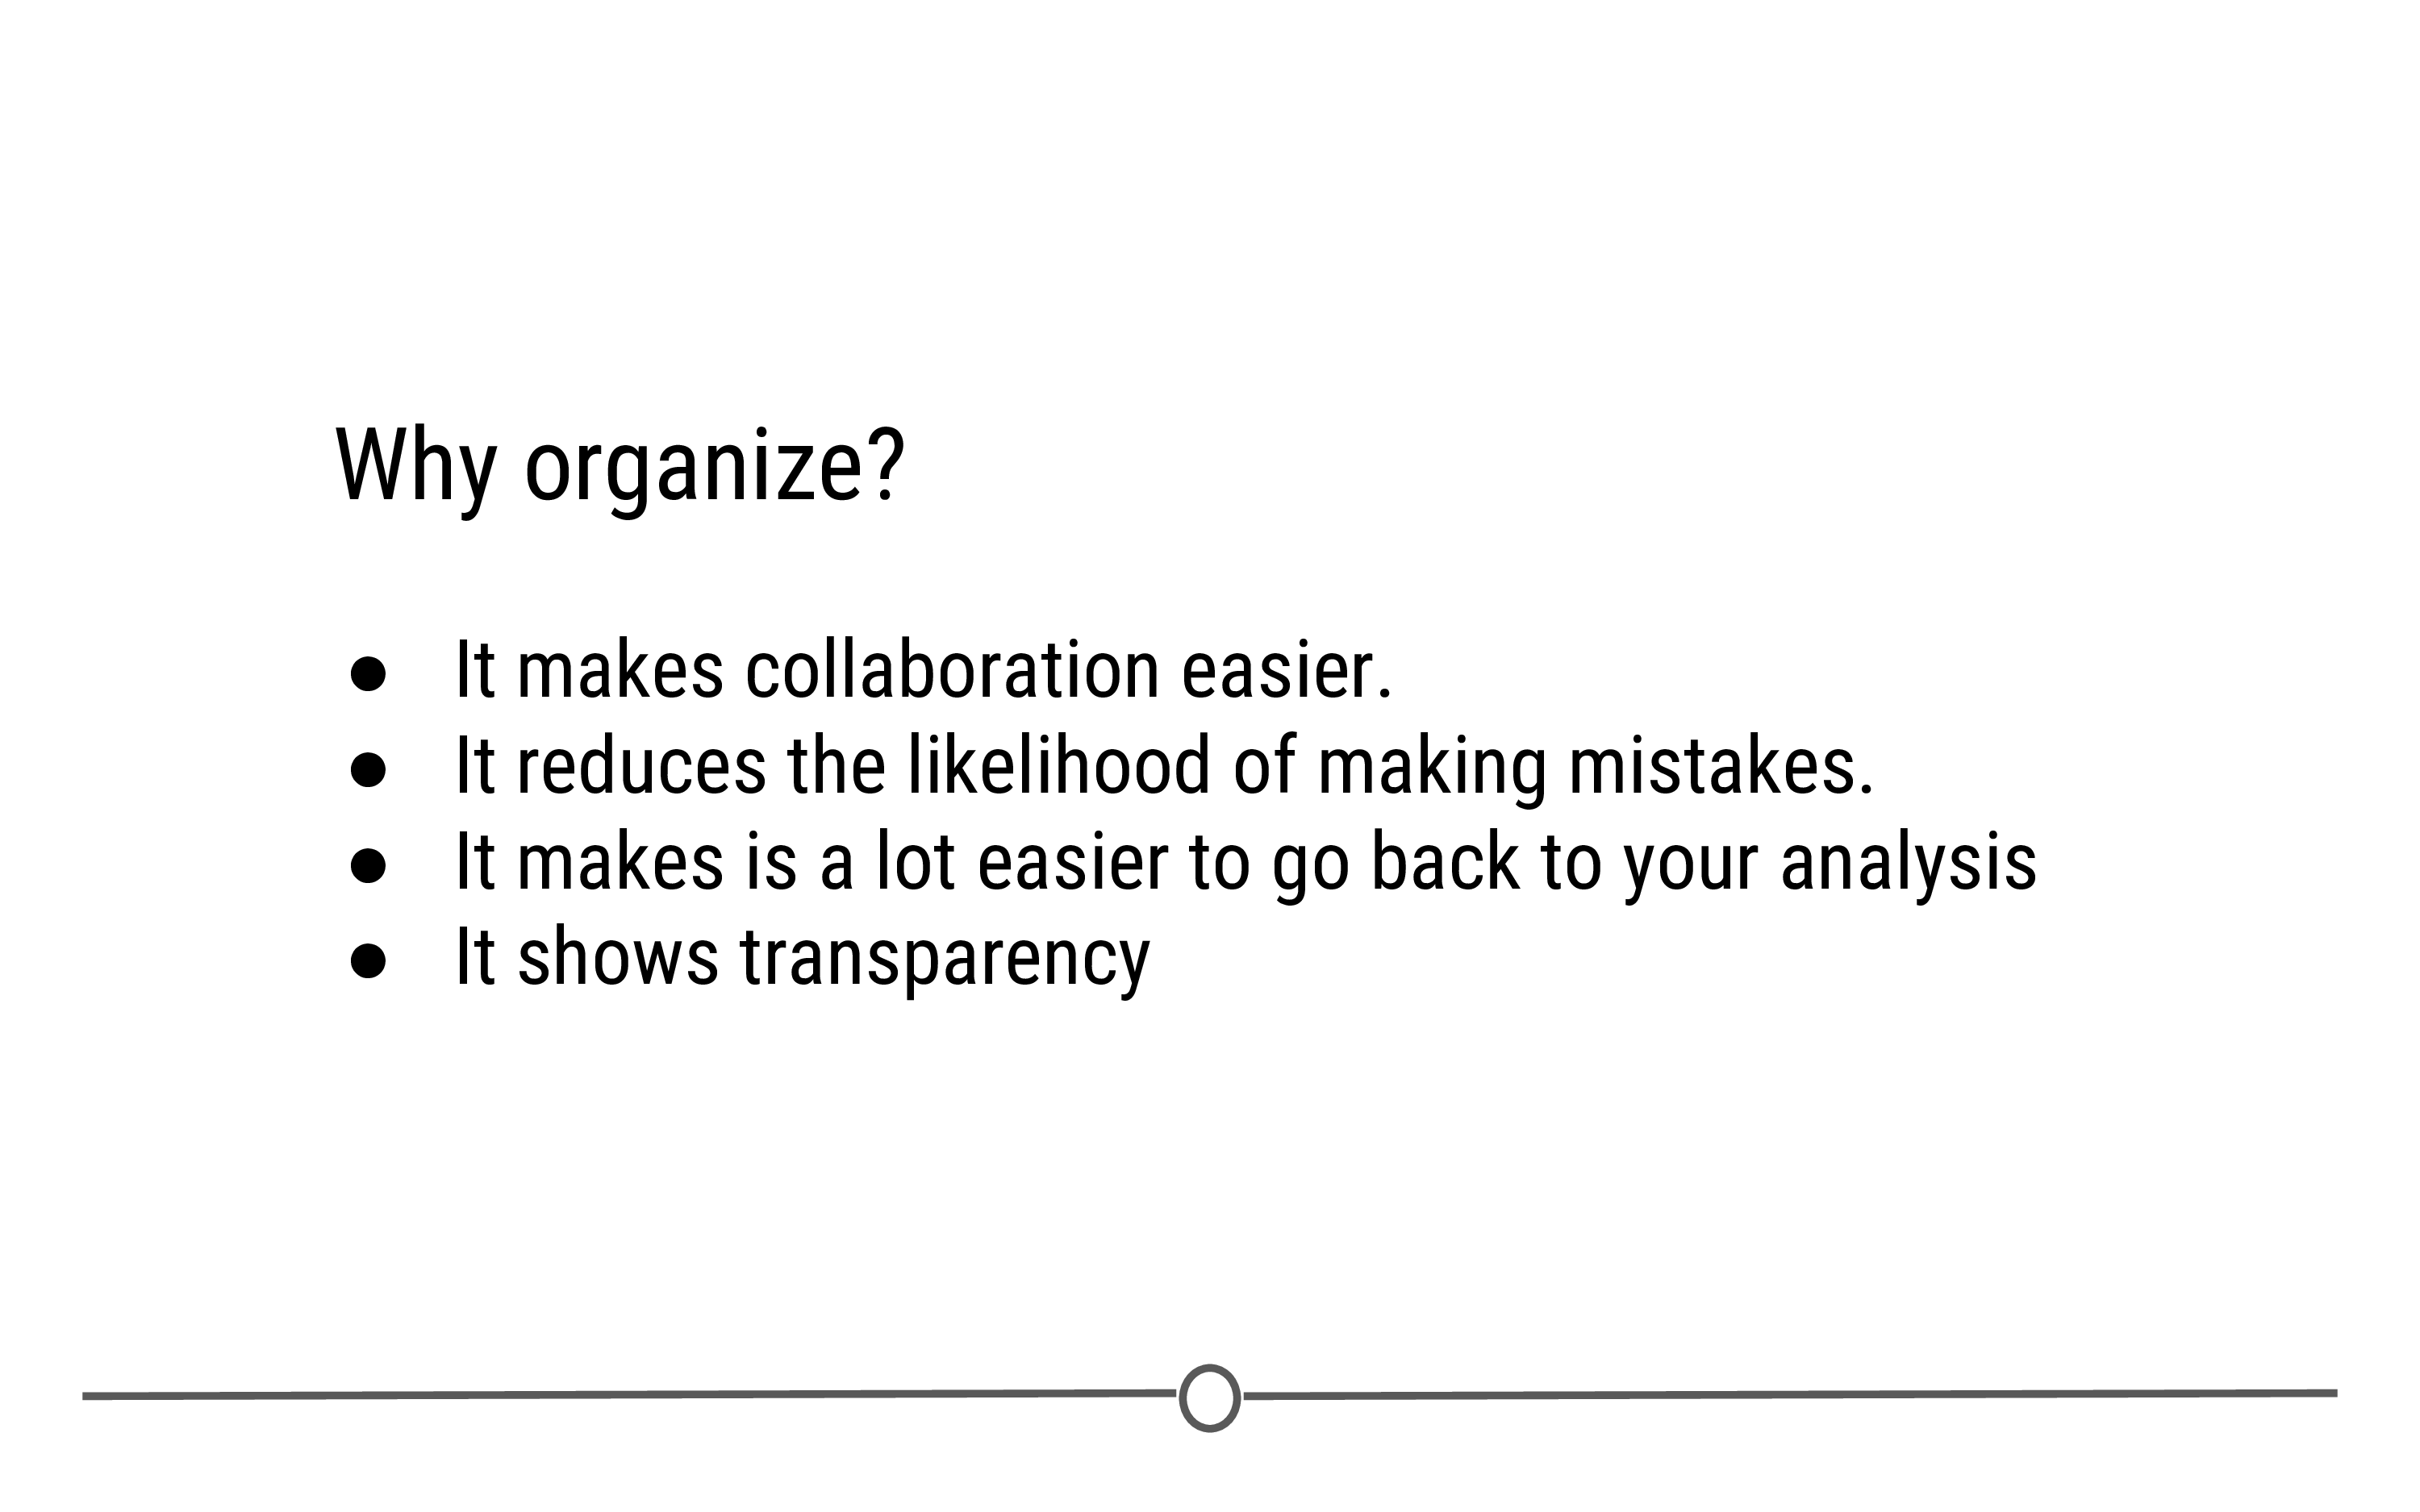 Why organize?
● It makes collaboration easier.
● It reduces the likelihood of making mistakes.
● It makes is a lot easier to go back to your analysis
● It shows transparency